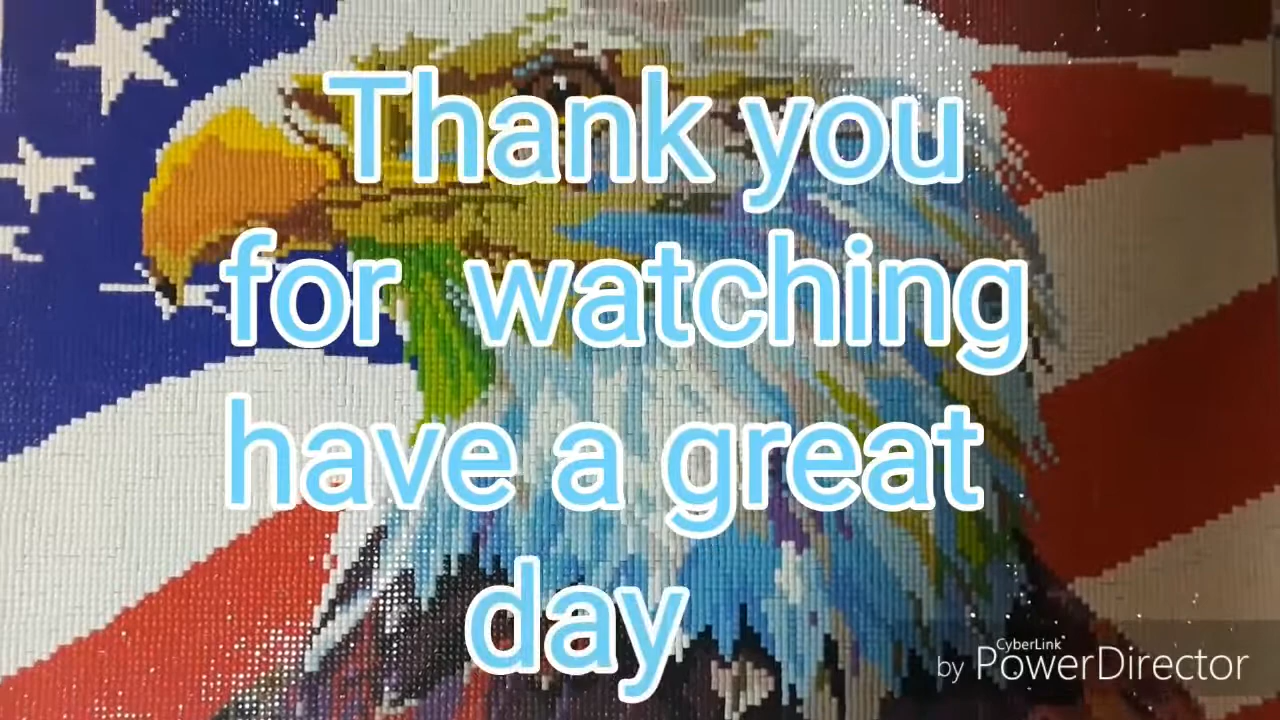 Thank you
for watching
have a great
day
CyberLink
by PowerDirector